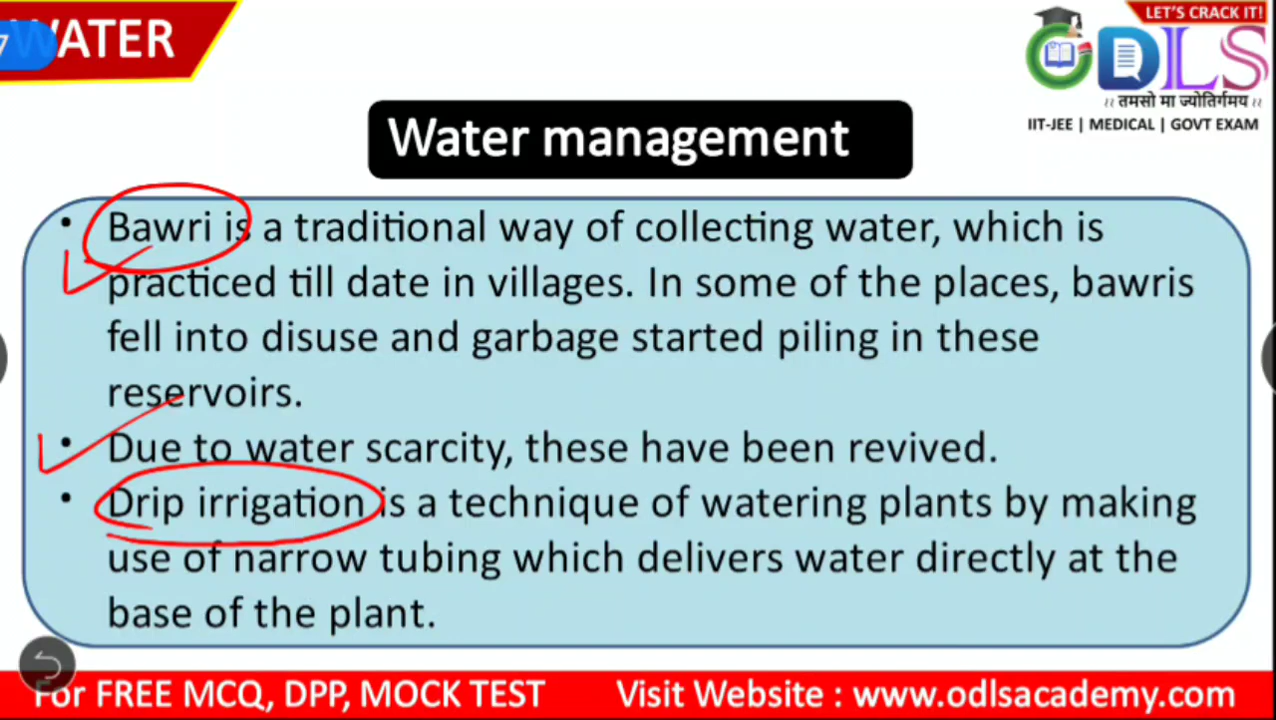 WATER
LET'S CRACK IT!
ODLS
।। तमसो मा ज्योतिर्गमय ।।
IIT-JEE | MEDICAL | GOVT EXAM
Water management
• Bawri is a traditional way of collecting water, which is
practiced till date in villages. In some of the places, bawris
fell into disuse and garbage started piling in these
reservoirs.
• Due to water scarcity, these have been revived.
• Drip irrigation is a technique of watering plants by making
use of narrow tubing which delivers water directly at the
base of the plant.
For FREE MCQ, DPP, MOCK TEST Visit Website : www.odlsacademy.com